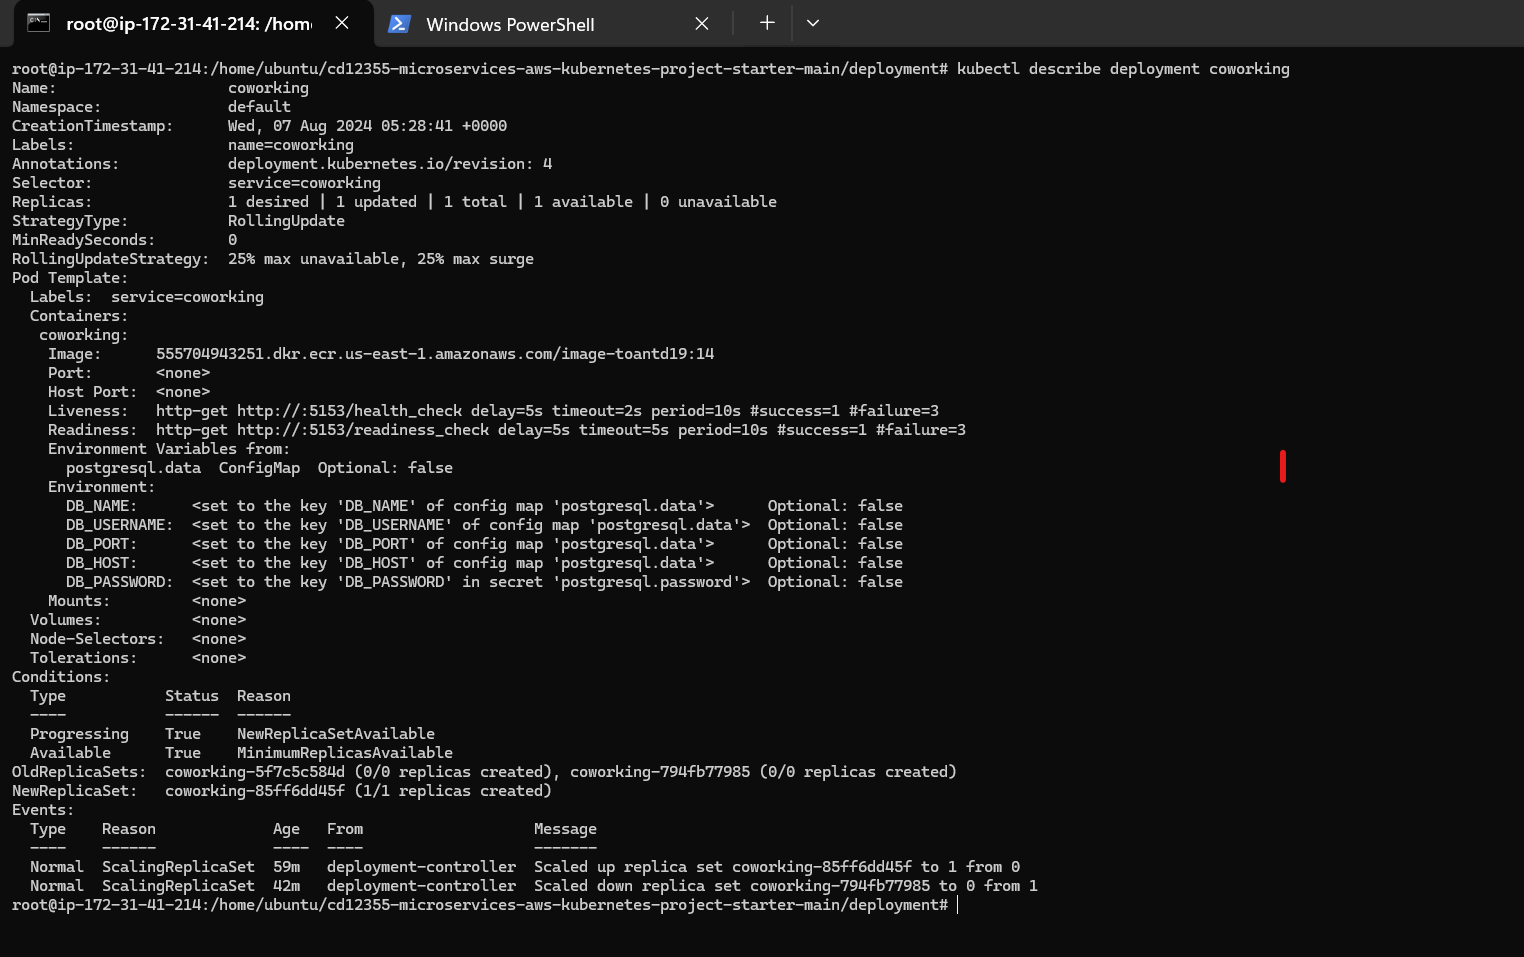 root@ip-172-31-41-214: /hom
Windows PowerShell
root@ip-172-31-41-214:/home/ubuntu/cd12355-microservices-aws-kubernetes-project-starter-main/deployment# kubectl describe deployment coworking
Name:                   coworking
Namespace:              default
CreationTimestamp:      Wed, 07 Aug 2024 05:28:41 +0000
Labels:                 name=coworking
Annotations:            deployment.kubernetes.io/revision: 4
Selector:               service=coworking
Replicas:               1 desired | 1 updated | 1 total | 1 available | 0 unavailable
StrategyType:           RollingUpdate
MinReadySeconds:        0
RollingUpdateStrategy:  25% max unavailable, 25% max surge
Pod Template:
  Labels:  service=coworking
  Containers:
   coworking:
    Image:      555704943251.dkr.ecr.us-east-1.amazonaws.com/image-toantd19:14
    Port:       <none>
    Host Port:  <none>
    Liveness:   http-get http://:5153/health_check delay=5s timeout=2s period=10s #success=1 #failure=3
    Readiness:  http-get http://:5153/readiness_check delay=5s timeout=5s period=10s #success=1 #failure=3
    Environment Variables from:
      postgresql.data  ConfigMap  Optional: false
    Environment:
      DB_NAME:      <set to the key 'DB_NAME' of config map 'postgresql.data'>      Optional: false
      DB_USERNAME:  <set to the key 'DB_USERNAME' of config map 'postgresql.data'>  Optional: false
      DB_PORT:      <set to the key 'DB_PORT' of config map 'postgresql.data'>      Optional: false
      DB_HOST:      <set to the key 'DB_HOST' of config map 'postgresql.data'>      Optional: false
      DB_PASSWORD:  <set to the key 'DB_PASSWORD' in secret 'postgresql.password'>  Optional: false
    Mounts:         <none>
  Volumes:          <none>
  Node-Selectors:   <none>
  Tolerations:      <none>
Conditions:
  Type           Status  Reason
  ----           ------  ------
  Progressing    True    NewReplicaSetAvailable
  Available      True    MinimumReplicasAvailable
OldReplicaSets:  coworking-5f7c5c584d (0/0 replicas created), coworking-794fb77985 (0/0 replicas created)
NewReplicaSet:   coworking-85ff6dd45f (1/1 replicas created)
Events:
  Type    Reason             Age   From                   Message
  ----    ------             ----  ----                   -------
  Normal  ScalingReplicaSet  59m   deployment-controller  Scaled up replica set coworking-85ff6dd45f to 1 from 0
  Normal  ScalingReplicaSet  42m   deployment-controller  Scaled down replica set coworking-794fb77985 to 0 from 1
root@ip-172-31-41-214:/home/ubuntu/cd12355-microservices-aws-kubernetes-project-starter-main/deployment#